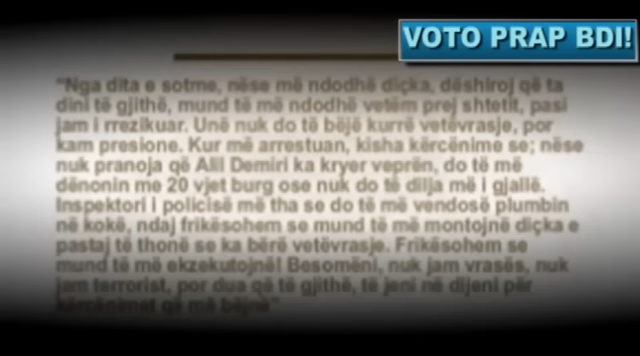 VOTO PRAP BDI!
"Nga dita e sotme, nëse më ndodhë diçka, dëshiroj që ta
dini të gjithë, mund të më ndodhë vetëm prej shtetit, pasi
jam i rrezikuar. Unë nuk do të bëjë kurrë vetëvrasje, por
kam presione. Kur më arrestuan, kisha kërcënime se; nëse
nuk pranoja që Alil Demiri ka kryer veprën, do të më
dënonin me 20 vjet burg ose nuk do të dilja më i gjallë.
Inspektori i policisë më tha se do të më vendosë plumbin
në kokë, ndaj frikësohem se mund të më montojnë diçka e
pastaj të thonë se ka bërë vetëvrasje. Frikësohem se
mund të më ekzekutojnë! Besomëni, nuk jam vrasës, nuk
jam terrorist, por dua që të gjithë, të jeni në dijeni për
kërcënimat që më bëjnë"